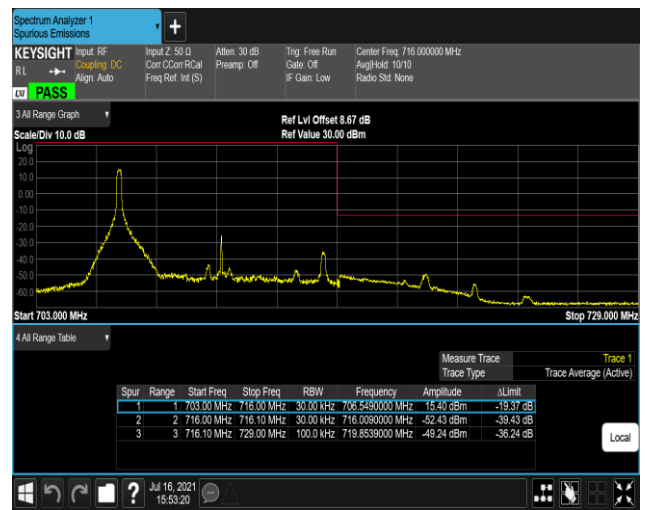 Spectrum Analyzer 1
Spurious Emissions
+
KEYSIGHT Input: RF Input Z: 50 Ω Atten: 30 dB Trig: Free Run Center Freq: 716.000000 MHz
R L Coupling: DC Corr CCorr RCal Preamp: Off Gate: Off Avg|Hold: 10/10
Align: Auto Freq Ref: Int (S) IF Gain: Low Radio Std: None
LXI PASS
3 All Range Graph
Ref Lvl Offset 8.67 dB
Scale/Div 10.0 dB Ref Value 30.00 dBm
Log
20.0
10.0
0.00
-10.0
-20.0
-30.0
-40.0
-50.0
-60.0
Start 703.000 MHz Stop 729.000 MHz
4 All Range Table
Measure Trace Trace 1
Trace Type Trace Average (Active)
Spur Range Start Freq Stop Freq RBW Frequency Amplitude ΔLimit
1 1 703.00 MHz 716.00 MHz 30.00 kHz 706.5490000 MHz 15.40 dBm -19.37 dB
2 2 716.00 MHz 716.10 MHz 30.00 kHz 716.0090000 MHz -52.43 dBm -39.43 dB
3 3 716.10 MHz 729.00 MHz 100.0 kHz 719.8539000 MHz -49.24 dBm -36.24 dB
Local
? Jul 16, 2021
15:53:20